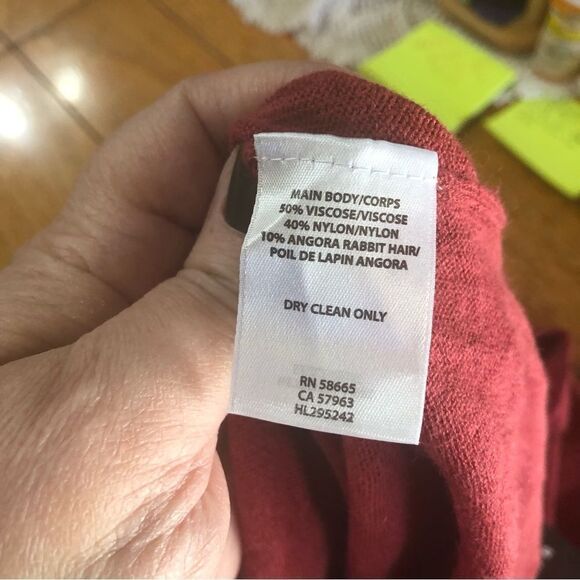 MAIN BODY/CORPS
50% VISCOSE/VISCOSE
40% NYLON/NYLON
10% ANGORA RABBIT HAIR/
POIL DE LAPIN ANGORA
DRY CLEAN ONLY
RN 58665
CA 57963
HL295242